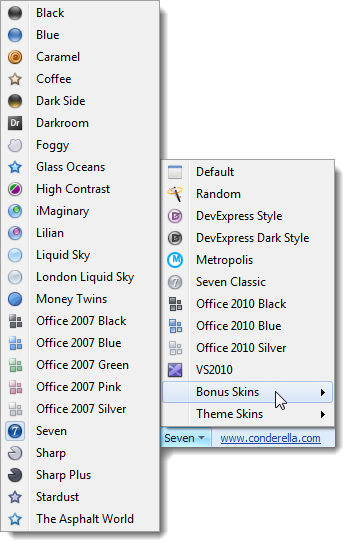 Black
Blue
Caramel
Coffee
Dark Side
Dr Darkroom
Foggy
Glass Oceans
High Contrast
iMaginary
Lilian
Liquid Sky
London Liquid Sky
Money Twins
Office 2007 Black
Office 2007 Blue
Office 2007 Green
Office 2007 Pink
Office 2007 Silver
7 Seven
Sharp
Sharp Plus
Stardust
The Asphalt World
Default
Random
DevExpress Style
DevExpress Dark Style
Metropolis
Seven Classic
Office 2010 Black
Office 2010 Blue
Office 2010 Silver
VS2010
Bonus Skins
Theme Skins
Seven www.conderella.com